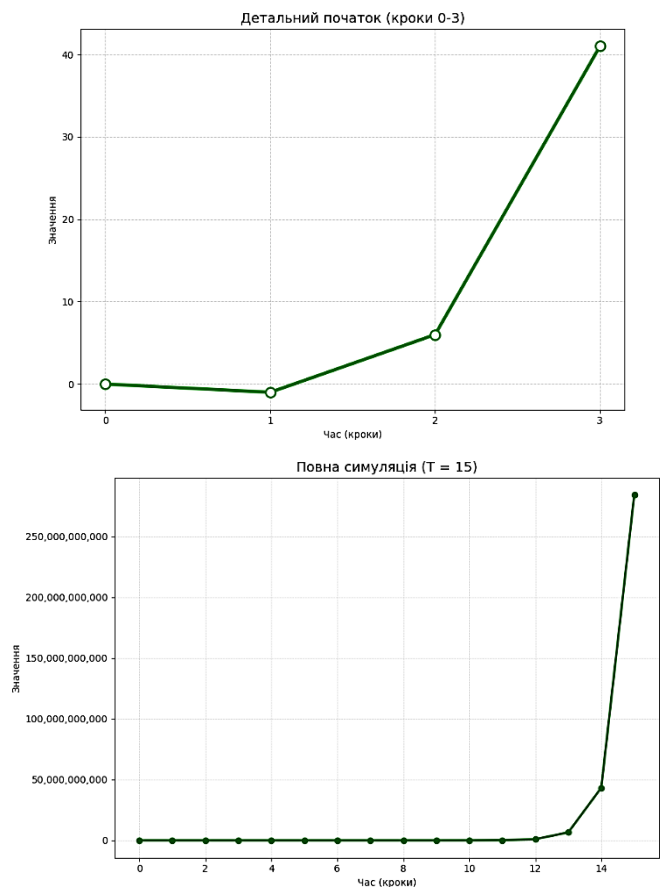 Детальний початок (кроки 0-3)
40
30
20
10
0
Значення
0 1 2 3
Час (кроки)
Повна симуляція (T = 15)
250,000,000,000
200,000,000,000
150,000,000,000
100,000,000,000
50,000,000,000
0
Значення
0 2 4 6 8 10 12 14
Час (кроки)